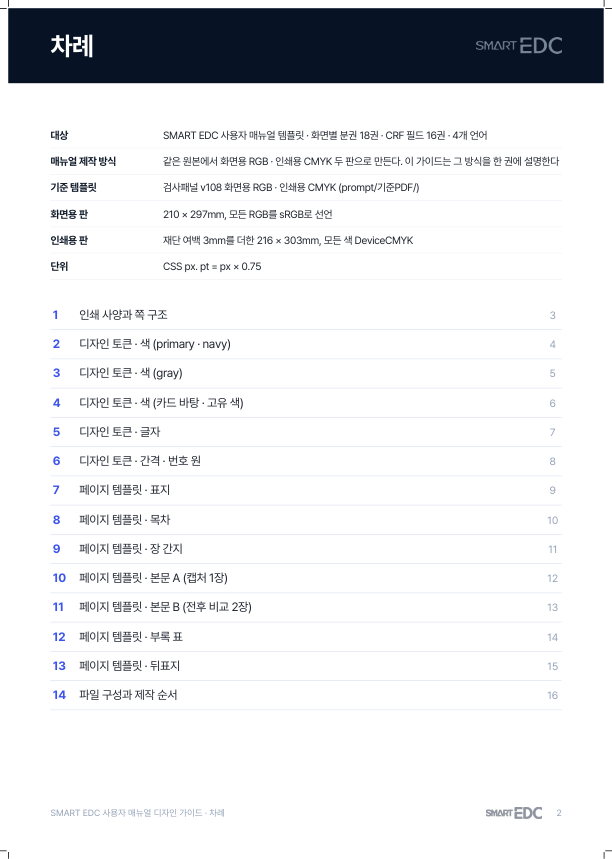 차례
SMART EDC
대상 SMART EDC 사용자 매뉴얼 템플릿 · 화면별 분권 18권 · CRF 필드 16권 · 4개 언어
매뉴얼 제작 방식 같은 원본에서 화면용 RGB · 인쇄용 CMYK 두 판으로 만든다. 이 가이드는 그 방식을 한 권에 설명한다
기준 템플릿 검사패널 v108 화면용 RGB · 인쇄용 CMYK (prompt/기준PDF/)
화면용 판 210 × 297mm, 모든 RGB를 sRGB로 선언
인쇄용 판 재단 여백 3mm를 더한 216 × 303mm, 모든 색 DeviceCMYK
단위 CSS px. pt = px × 0.75
1 인쇄 사양과 쪽 구조 3
2 디자인 토큰 · 색 (primary · navy) 4
3 디자인 토큰 · 색 (gray) 5
4 디자인 토큰 · 색 (카드 바탕 · 고유 색) 6
5 디자인 토큰 · 글자 7
6 디자인 토큰 · 간격 · 번호 원 8
7 페이지 템플릿 · 표지 9
8 페이지 템플릿 · 목차 10
9 페이지 템플릿 · 장 간지 11
10 페이지 템플릿 · 본문 A (캡처 1장) 12
11 페이지 템플릿 · 본문 B (전후 비교 2장) 13
12 페이지 템플릿 · 부록 표 14
13 페이지 템플릿 · 뒤표지 15
14 파일 구성과 제작 순서 16
SMART EDC 사용자 매뉴얼 디자인 가이드 · 차례 SMART EDC 2